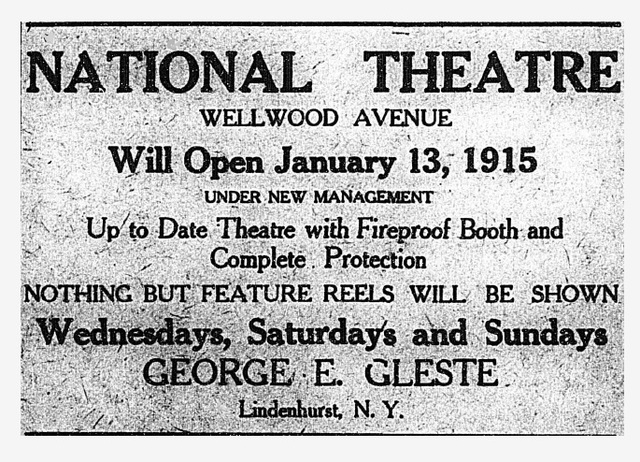 NATIONAL THEATRE
WELLWOOD AVENUE
Will Open January 13, 1915
UNDER NEW MANAGEMENT
Up to Date Theatre with Fireproof Booth and
Complete Protection
NOTHING BUT FEATURE REELS WILL BE SHOWN
Wednesdays, Saturdays and Sundays
GEORGE E. GLESTE
Lindenhurst, N. Y.